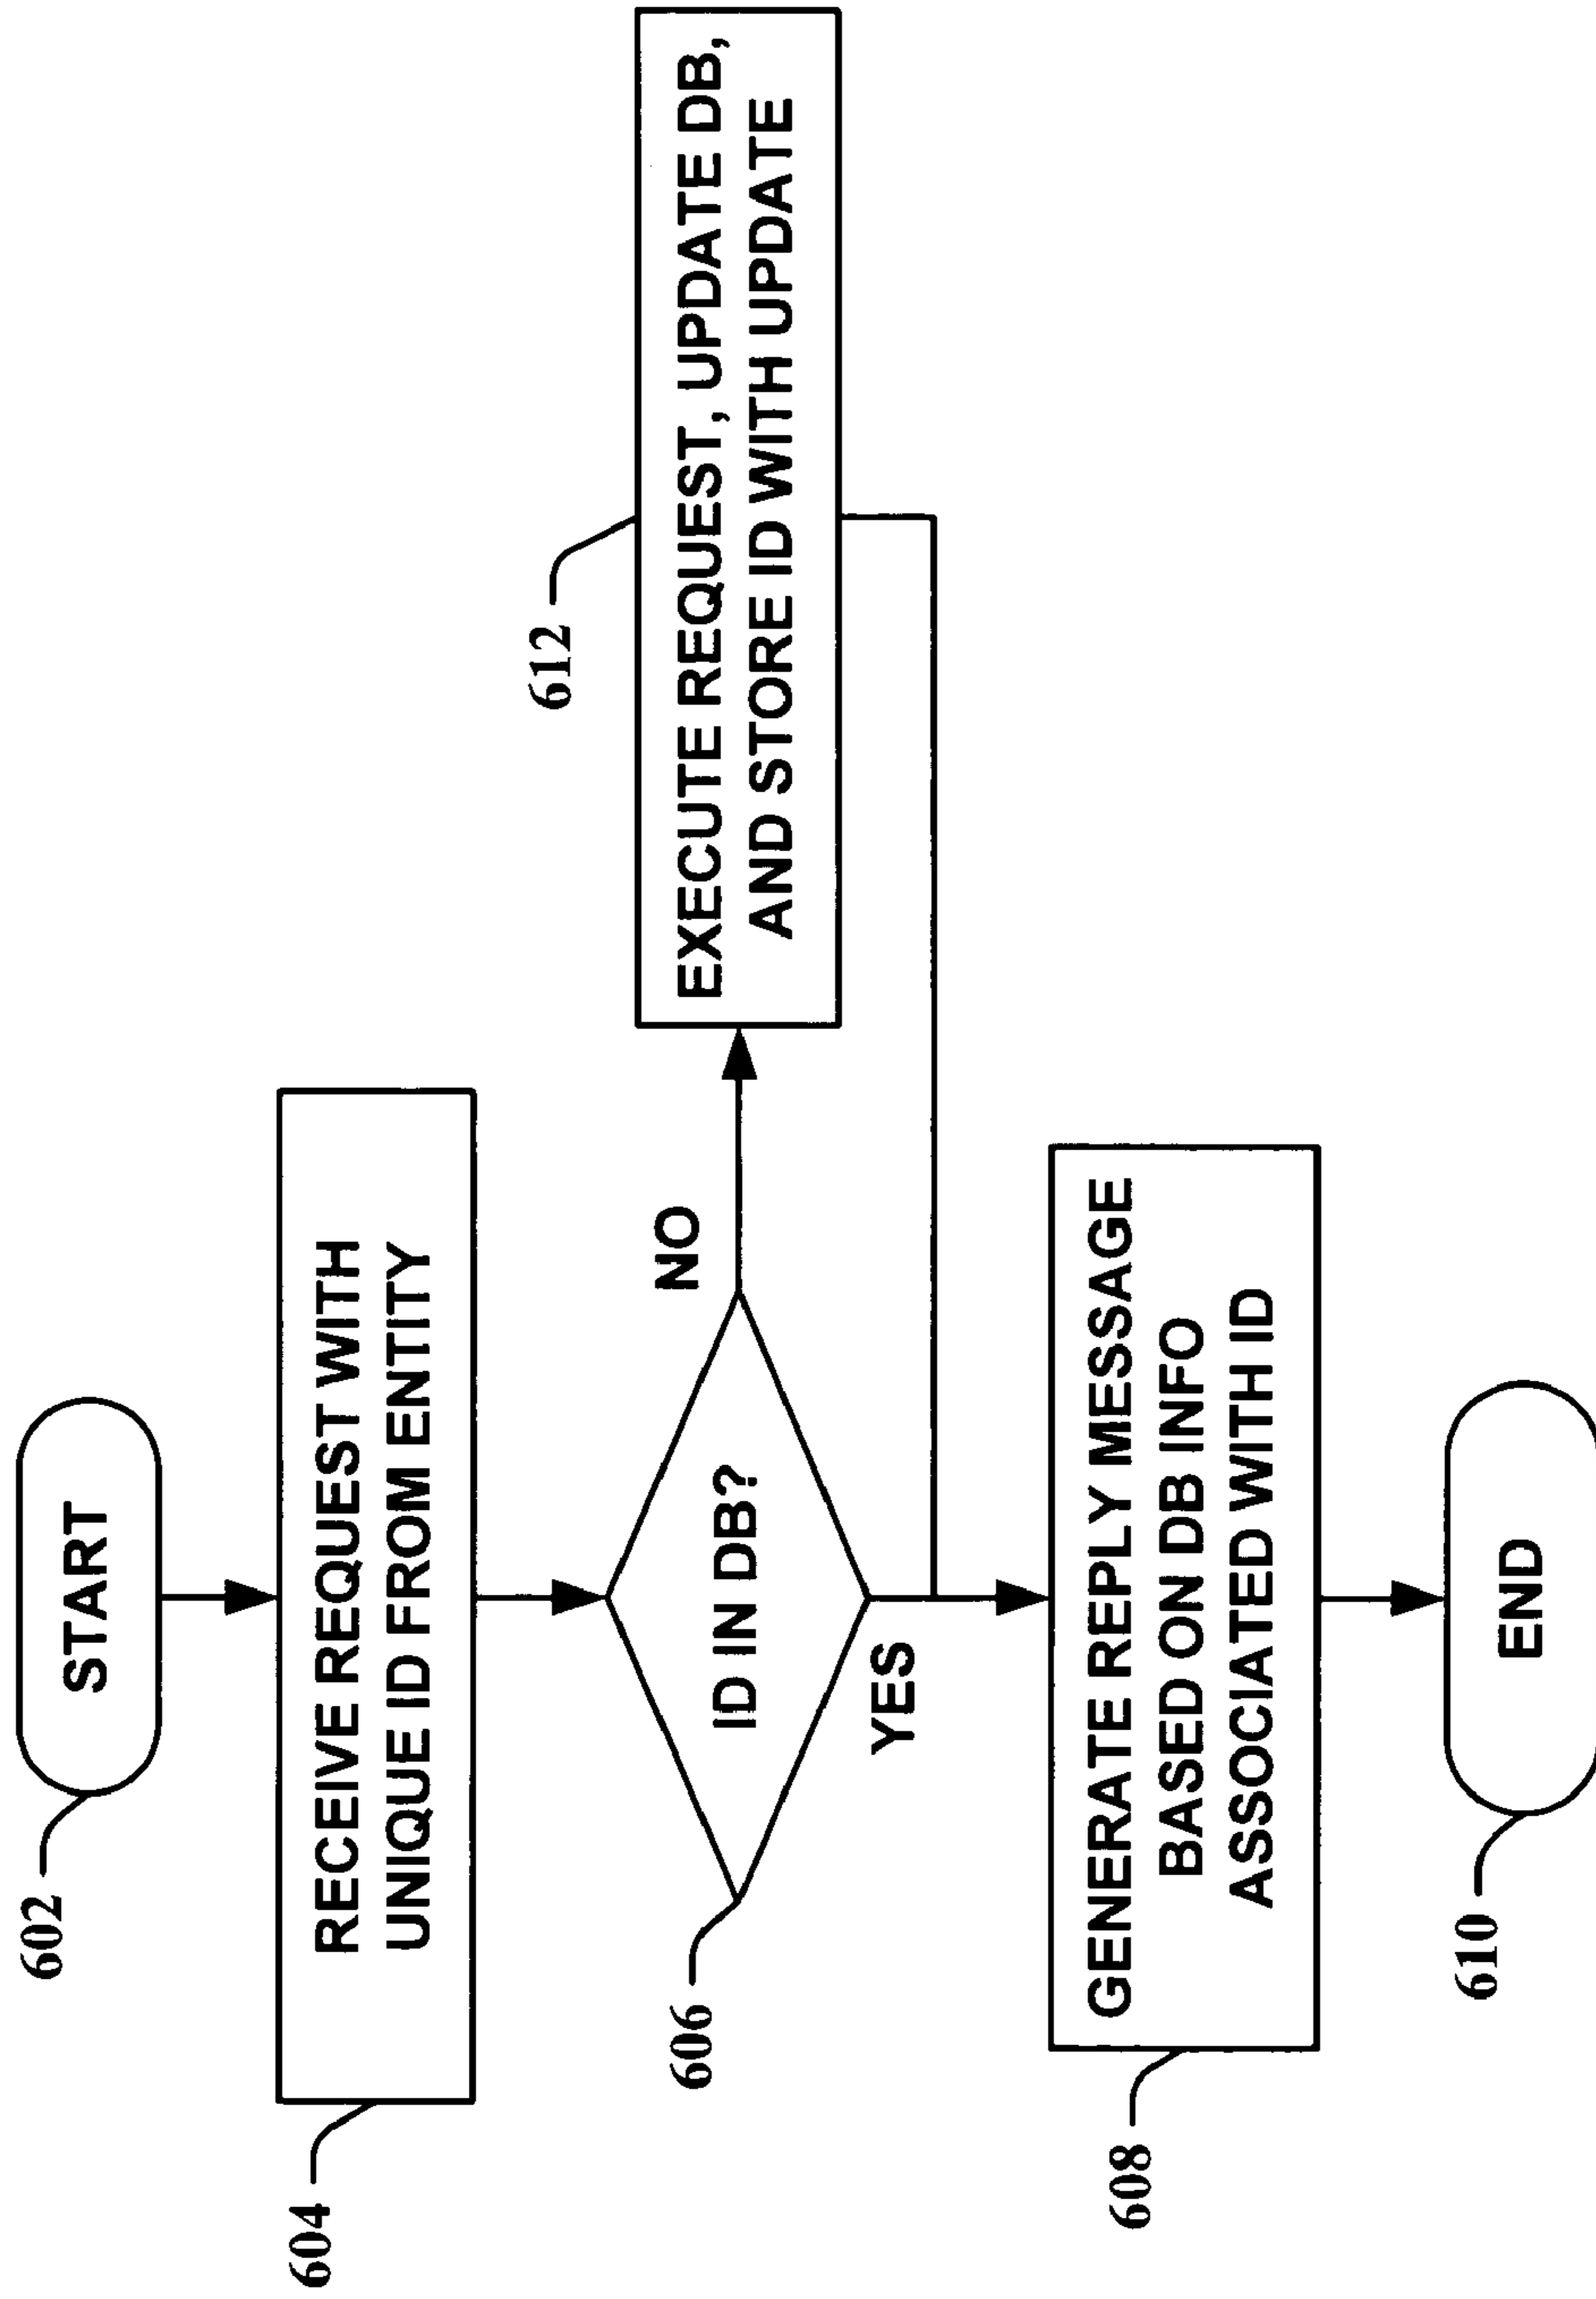 602
START
604
RECEIVE REQUEST WITH
UNIQUE ID FROM ENTITY
606
ID IN DB?
NO
612
EXECUTE REQUEST, UPDATE DB,
AND STORE ID WITH UPDATE
YES
608
GENERATE REPLY MESSAGE
BASED ON DB INFO
ASSOCIATED WITH ID
610
END